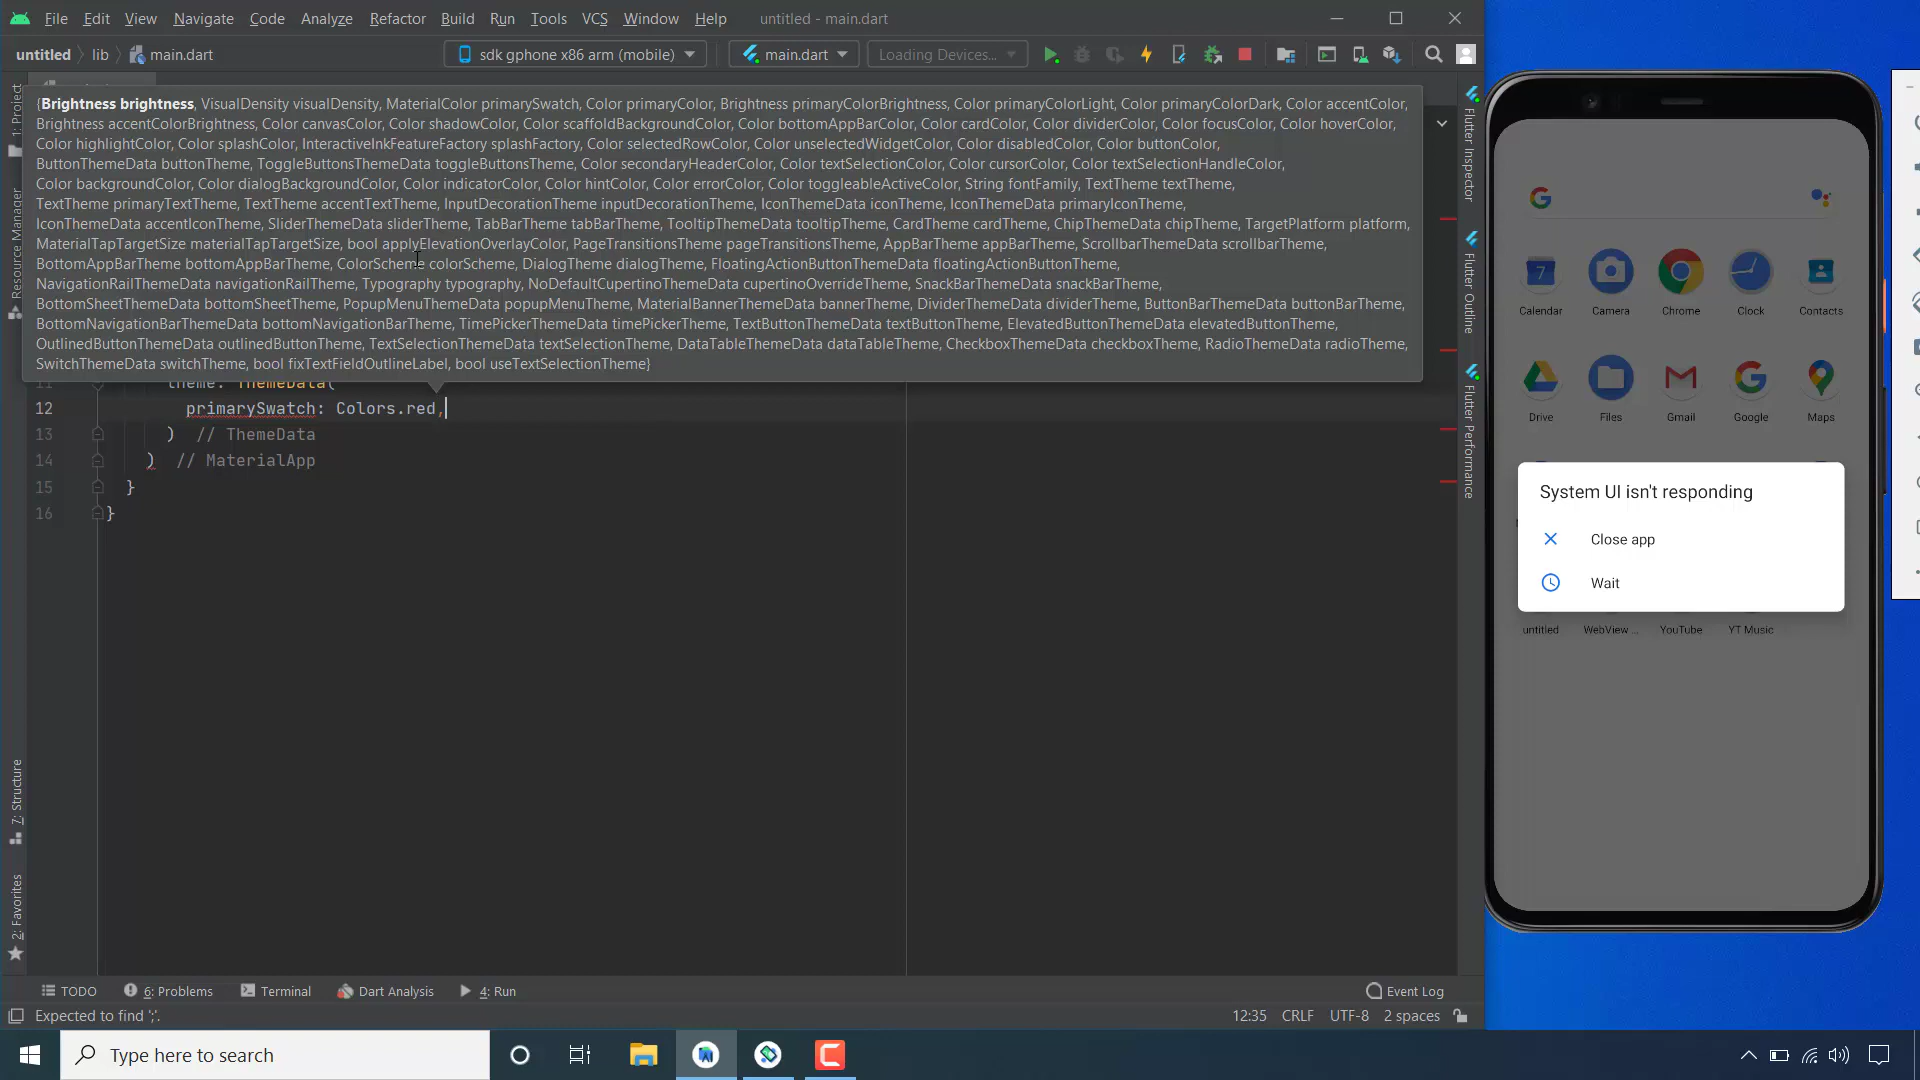 File Edit View Navigate Code Analyze Refactor Build Run Tools VCS Window Help untitled - main.dart
untitled lib main.dart sdk gphone x86 arm (mobile) main.dart Loading Devices...
{Brightness brightness, VisualDensity visualDensity, MaterialColor primarySwatch, Color primaryColor, Brightness primaryColorBrightness, Color primaryColorLight, Color primaryColorDark, Color accentColor,
Brightness accentColorBrightness, Color canvasColor, Color shadowColor, Color scaffoldBackgroundColor, Color bottomAppBarColor, Color cardColor, Color dividerColor, Color focusColor, Color hoverColor,
Color highlightColor, Color splashColor, InteractiveInkFeatureFactory splashFactory, Color selectedRowColor, Color unselectedWidgetColor, Color disabledColor, Color buttonColor,
ButtonThemeData buttonTheme, ToggleButtonsThemeData toggleButtonsTheme, Color secondaryHeaderColor, Color textSelectionColor, Color cursorColor, Color textSelectionHandleColor,
Color backgroundColor, Color dialogBackgroundColor, Color indicatorColor, Color hintColor, Color errorColor, Color toggleableActiveColor, String fontFamily, TextTheme textTheme,
TextTheme primaryTextTheme, TextTheme accentTextTheme, InputDecorationTheme inputDecorationTheme, IconThemeData iconTheme, IconThemeData primaryIconTheme,
IconThemeData accentIconTheme, SliderThemeData sliderTheme, TabBarTheme tabBarTheme, TooltipThemeData tooltipTheme, CardTheme cardTheme, ChipThemeData chipTheme, TargetPlatform platform,
MaterialTapTargetSize materialTapTargetSize, bool applyElevationOverlayColor, PageTransitionsTheme pageTransitionsTheme, AppBarTheme appBarTheme, ScrollbarThemeData scrollbarTheme,
BottomAppBarTheme bottomAppBarTheme, ColorScheme colorScheme, DialogTheme dialogTheme, FloatingActionButtonThemeData floatingActionButtonTheme,
NavigationRailThemeData navigationRailTheme, Typography typography, NoDefaultCupertinoThemeData cupertinoOverrideTheme, SnackBarThemeData snackBarTheme,
BottomSheetThemeData bottomSheetTheme, PopupMenuThemeData popupMenuTheme, MaterialBannerThemeData bannerTheme, DividerThemeData dividerTheme, ButtonBarThemeData buttonBarTheme,
BottomNavigationBarThemeData bottomNavigationBarTheme, TimePickerThemeData timePickerTheme, TextButtonThemeData textButtonTheme, ElevatedButtonThemeData elevatedButtonTheme,
OutlinedButtonThemeData outlinedButtonTheme, TextSelectionThemeData textSelectionTheme, DataTableThemeData dataTableTheme, CheckboxThemeData checkboxTheme, RadioThemeData radioTheme,
SwitchThemeData switchTheme, bool fixTextFieldOutlineLabel, bool useTextSelectionTheme}
11 theme: ThemeData(
12 primarySwatch: Colors.red,
13 ) // ThemeData
14 ) // MaterialApp
15 }
16 }
1: Project
Resource Manager
7: Structure
2: Favorites
Flutter Inspector
Flutter Outline
Flutter Performance
TODO 6: Problems Terminal Dart Analysis 4: Run Event Log
Expected to find ';'. 12:35 CRLF UTF-8 2 spaces
Type here to search
G
7
Calendar Camera Chrome Clock Contacts
Drive Files Gmail Google Maps
System UI isn't responding
Close app
Wait
untitled WebView ... YouTube YT Music